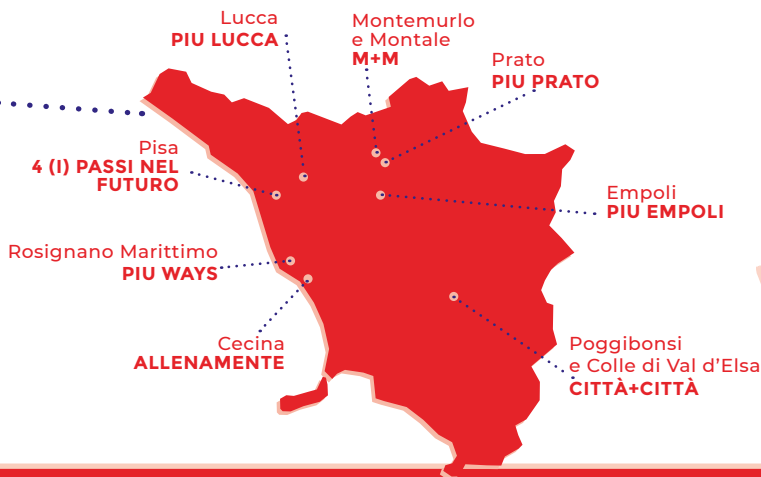 Lucca
PIU LUCCA
Montemurlo
e Montale
M+M
Prato
PIU PRATO
Pisa
4 (I) PASSI NEL
FUTURO
Empoli
PIU EMPOLI
Rosignano Marittimo
PIU WAYS
Cecina
ALLENAMENTE
Poggibonsi
e Colle di Val d’Elsa
CITTÀ+CITTÀ